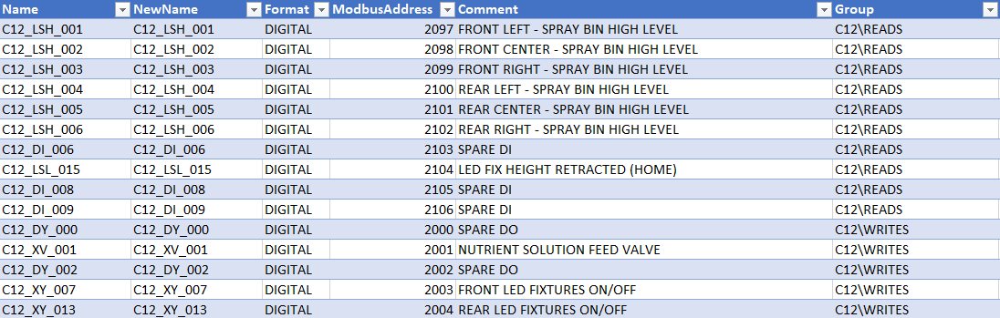 Name NewName Format ModbusAddress Comment Group
C12_LSH_001 C12_LSH_001 DIGITAL 2097 FRONT LEFT - SPRAY BIN HIGH LEVEL C12\READS
C12_LSH_002 C12_LSH_002 DIGITAL 2098 FRONT CENTER - SPRAY BIN HIGH LEVEL C12\READS
C12_LSH_003 C12_LSH_003 DIGITAL 2099 FRONT RIGHT - SPRAY BIN HIGH LEVEL C12\READS
C12_LSH_004 C12_LSH_004 DIGITAL 2100 REAR LEFT - SPRAY BIN HIGH LEVEL C12\READS
C12_LSH_005 C12_LSH_005 DIGITAL 2101 REAR CENTER - SPRAY BIN HIGH LEVEL C12\READS
C12_LSH_006 C12_LSH_006 DIGITAL 2102 REAR RIGHT - SPRAY BIN HIGH LEVEL C12\READS
C12_DI_006 C12_DI_006 DIGITAL 2103 SPARE DI C12\READS
C12_LSL_015 C12_LSL_015 DIGITAL 2104 LED FIX HEIGHT RETRACTED (HOME) C12\READS
C12_DI_008 C12_DI_008 DIGITAL 2105 SPARE DI C12\READS
C12_DI_009 C12_DI_009 DIGITAL 2106 SPARE DI C12\READS
C12_DY_000 C12_DY_000 DIGITAL 2000 SPARE DO C12\WRITES
C12_XV_001 C12_XV_001 DIGITAL 2001 NUTRIENT SOLUTION FEED VALVE C12\WRITES
C12_DY_002 C12_DY_002 DIGITAL 2002 SPARE DO C12\WRITES
C12_XY_007 C12_XY_007 DIGITAL 2003 FRONT LED FIXTURES ON/OFF C12\WRITES
C12_XY_013 C12_XY_013 DIGITAL 2004 REAR LED FIXTURES ON/OFF C12\WRITES